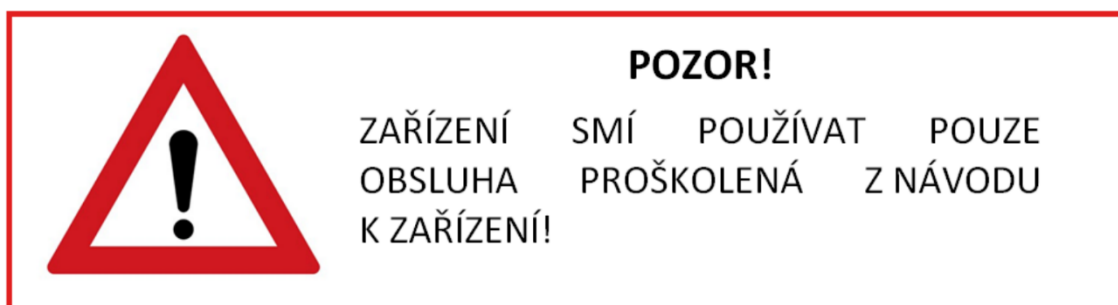 POZOR!
ZAŘÍZENÍ SMÍ POUŽÍVAT POUZE
OBSLUHA PROŠKOLENÁ Z NÁVODU
K ZAŘÍZENÍ!